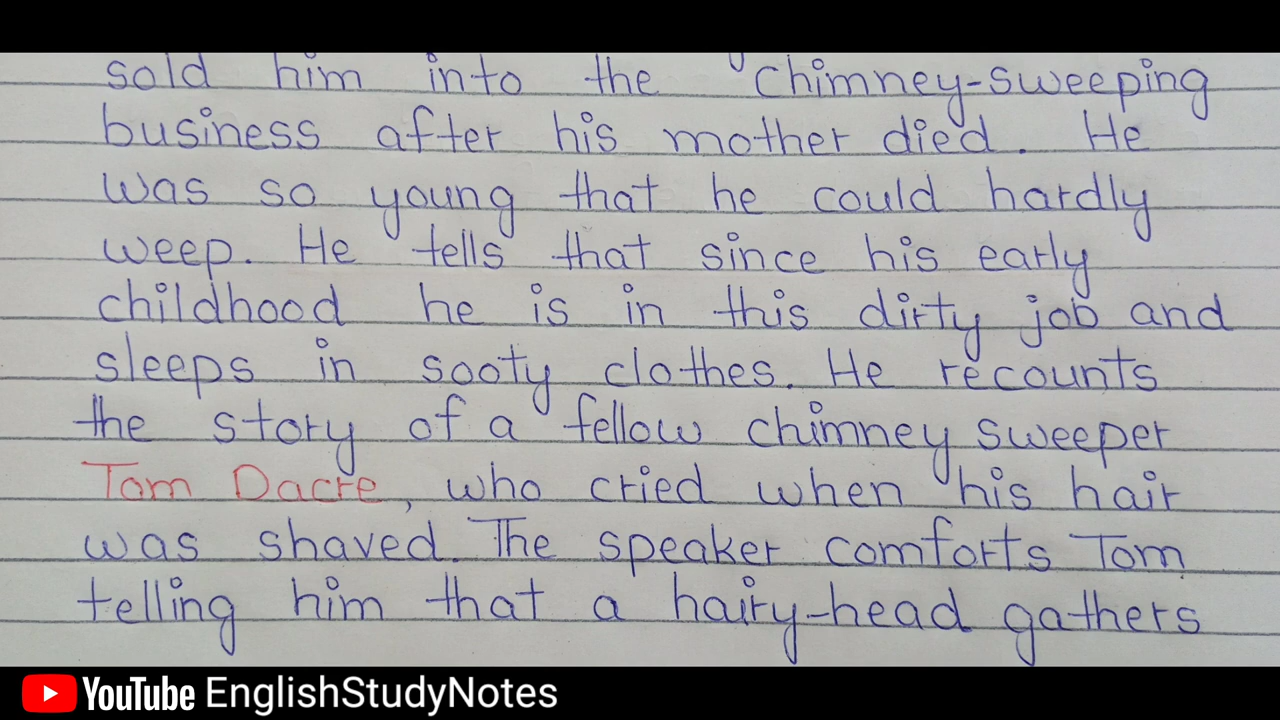 sold him into the chimney-sweeping
business after his mother died. He
was so young that he could hardly
weep. He tells that since his early
childhood he is in this dirty job and
sleeps in sooty clothes. He recounts
the story of a fellow chimney sweeper
Tom Dacre, who cried when his hair
was shaved. The speaker comforts Tom
telling him that a hairy-head gathers
YouTube EnglishStudyNotes